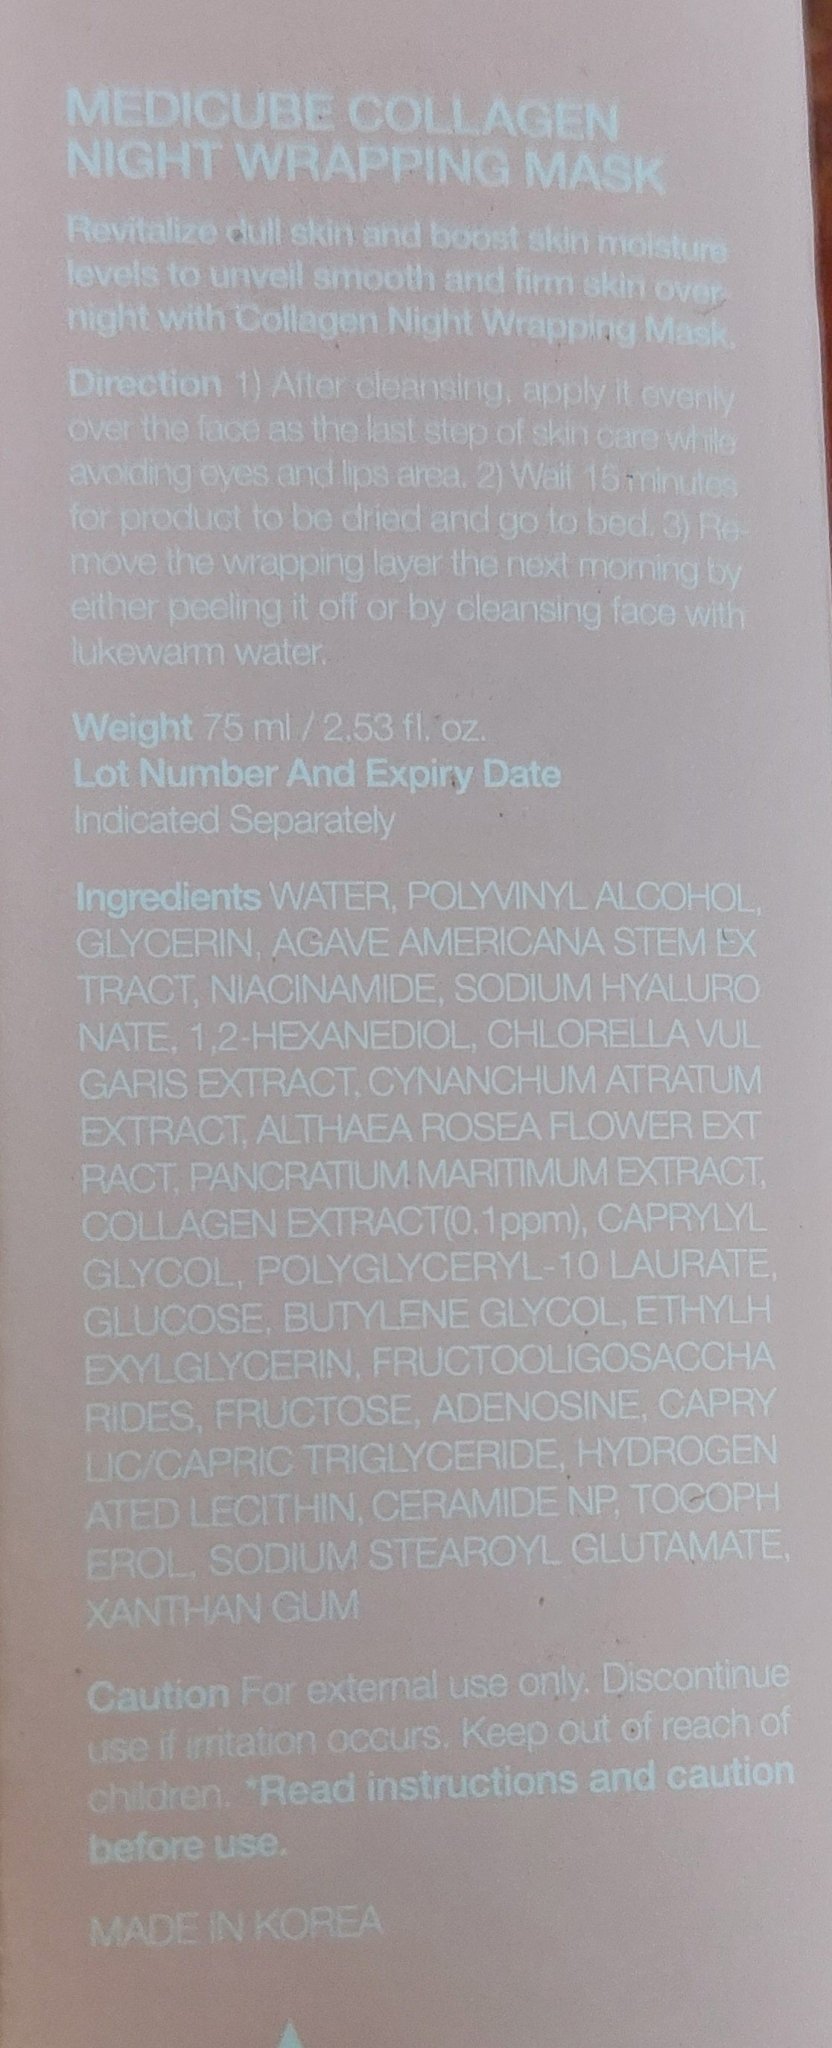 MEDICUBE COLLAGEN
NIGHT WRAPPING MASK
Revitalize dull skin and boost skin moisture
levels to unveil smooth and firm skin over
night with Collagen Night Wrapping Mask.
Direction 1) After cleansing, apply it evenly
over the face as the last step of skin care while
avoiding eyes and lips area. 2) Wait 15 minutes
for product to be dried and go to bed. 3) Re-
move the wrapping layer the next morning by
either peeling it off or by cleansing face with
lukewarm water.
Weight 75 ml / 2.53 fl. oz.
Lot Number And Expiry Date
Indicated Separately
Ingredients WATER, POLYVINYL ALCOHOL,
GLYCERIN, AGAVE AMERICANA STEM EX
TRACT, NIACINAMIDE, SODIUM HYALURO
NATE, 1,2-HEXANEDIOL, CHLORELLA VUL
GARIS EXTRACT, CYNANCHUM ATRATUM
EXTRACT, ALTHAEA ROSEA FLOWER EXT
RACT, PANCRATIUM MARITIMUM EXTRACT,
COLLAGEN EXTRACT(0.1ppm), CAPRYLYL
GLYCOL, POLYGLYCERYL-10 LAURATE,
GLUCOSE, BUTYLENE GLYCOL, ETHYLH
EXYLGLYCERIN, FRUCTOOLIGOSACCHA
RIDES, FRUCTOSE, ADENOSINE, CAPRY
LIC/CAPRIC TRIGLYCERIDE, HYDROGEN
ATED LECITHIN, CERAMIDE NP, TOCOPH
EROL, SODIUM STEAROYL GLUTAMATE,
XANTHAN GUM
Caution For external use only. Discontinue
use if irritation occurs. Keep out of reach of
children. *Read instructions and caution
before use.
MADE IN KOREA